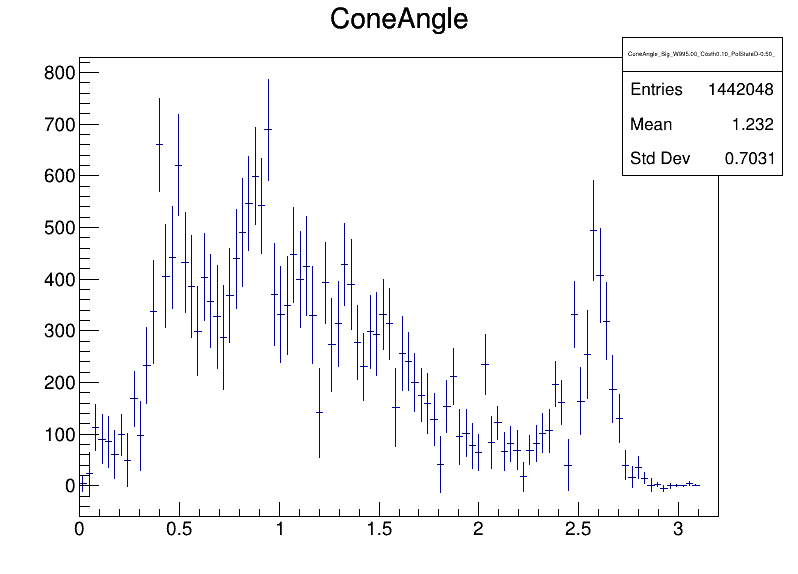 ConeAngle
ConeAngle_Sig_W995.00_Costh0.10_PolStateD-0.50_
Entries 1442048
Mean 1.232
Std Dev 0.7031
800
700
600
500
400
300
200
100
0
0 0.5 1 1.5 2 2.5 3